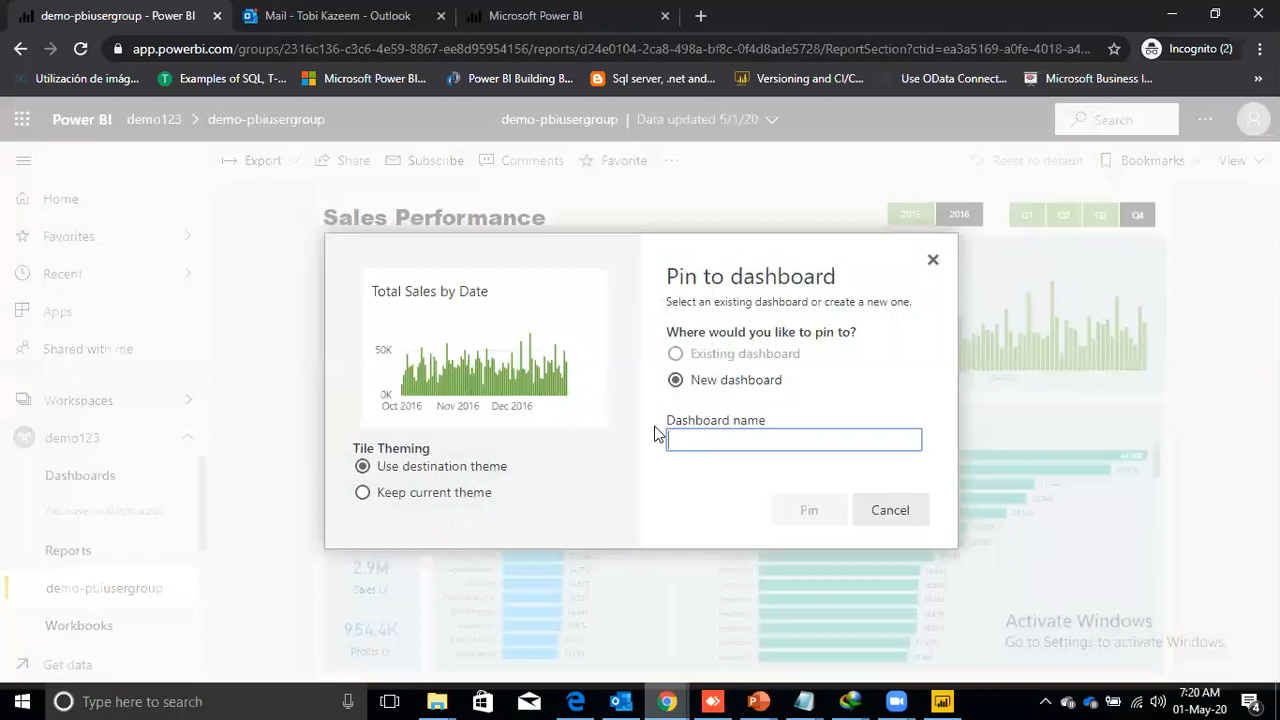 demo-pbiusergroup - Power BI
Mail - Tobi Kazeem - Outlook
Microsoft Power BI
app.powerbi.com/groups/2316c136-c3c6-4e59-8867-ee8d95954156/reports/d24e0104-2ca8-498a-bf8c-0f4d8ade5728/ReportSection?ctid=ea3a5169-a0fe-4018-a4...
Incognito (2)
Utilización de imág...
Examples of SQL, T-...
Microsoft Power BI...
Power BI Building B...
Sql server, .net and...
Versioning and CI/C...
Use OData Connect...
Microsoft Business I...
Power BI
demo123
demo-pbiusergroup
demo-pbiusergroup | Data updated 5/1/20
Search
Export
Share
Subscribe
Comments
Favorite
Reset to default
Bookmarks
View
Home
Favorites
Recent
Apps
Shared with me
Workspaces
demo123
Dashboards
Reports
demo-pbiusergroup
Workbooks
Get data
Sales Performance
2015
2016
Q1
Q2
Q3
Q4
Total Sales by Date
50K
0K
Oct 2016
Nov 2016
Dec 2016
Tile Theming
Use destination theme
Keep current theme
Pin to dashboard
Select an existing dashboard or create a new one.
Where would you like to pin to?
Existing dashboard
New dashboard
Dashboard name
Pin
Cancel
2.9M
Sales LY
954.4K
Profits LY
Activate Windows
Go to Settings to activate Windows.
Type here to search
7:20 AM
01-May-20
4